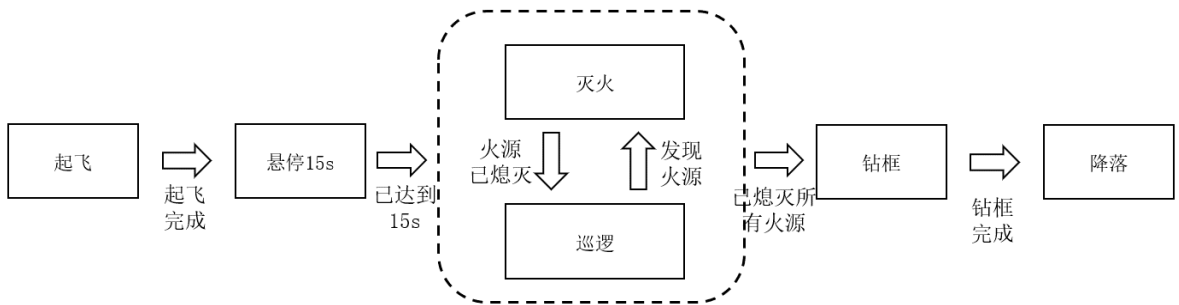 起飞
起飞
完成
悬停15s
已达到
15s
灭火
火源
已熄灭
发现
火源
巡逻
已熄灭所
有火源
钻框
钻框
完成
降落